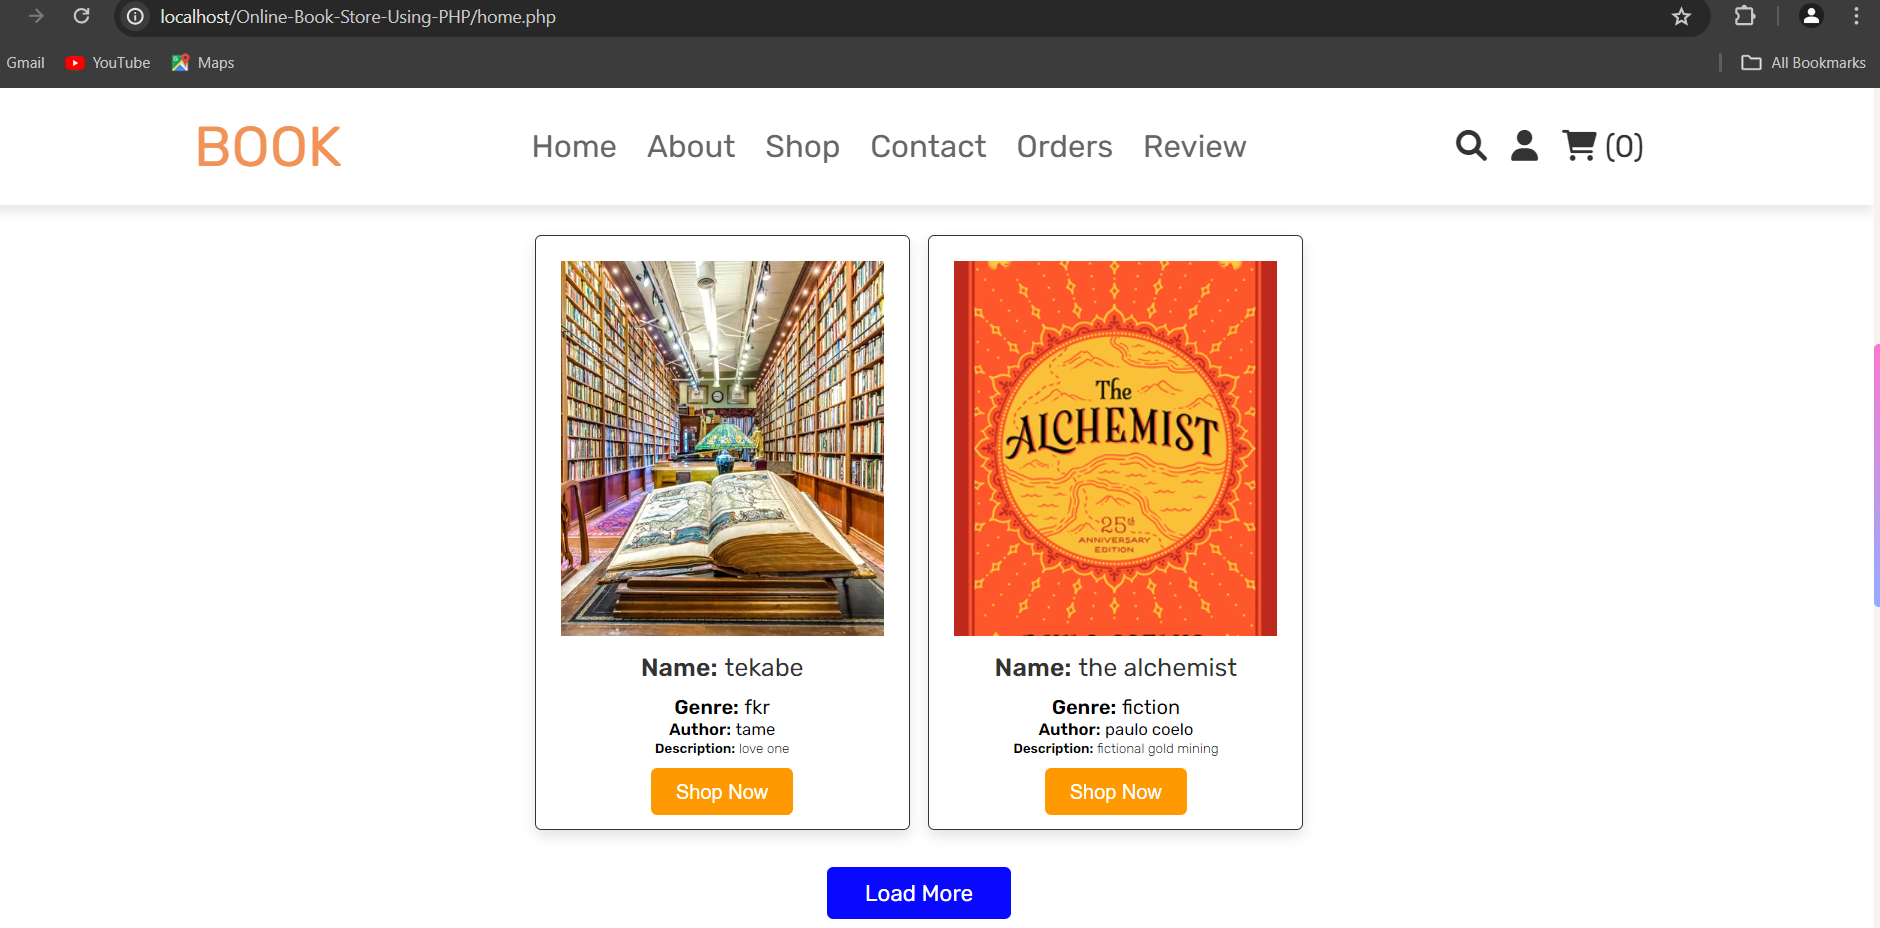 localhost/Online-Book-Store-Using-PHP/home.php
Gmail YouTube Maps All Bookmarks
BOOK Home About Shop Contact Orders Review (0)
The
ALCHEMIST
25th
ANNIVERSARY
EDITION
Name: tekabe
Genre: fkr
Author: tame
Description: love one
Shop Now
Name: the alchemist
Genre: fiction
Author: paulo coelo
Description: fictional gold mining
Shop Now
Load More